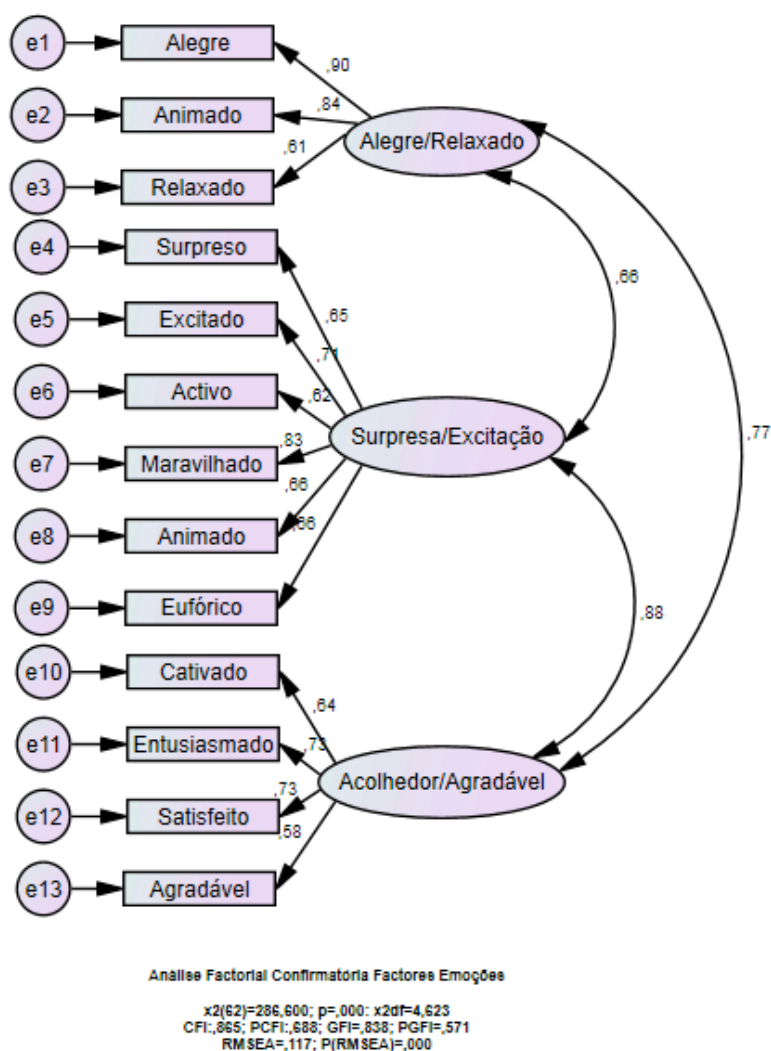 e1
Alegre
,90
e2
Animado
,84
Alegre/Relaxado
,61
e3
Relaxado
e4
Surpreso
,66
e5
Excitado
,65
,71
e6
Activo
,62
Surpresa/Excitação
,77
e7
Maravilhado
,83
,66
e8
Animado
,66
e9
Eufórico
,88
e10
Cativado
,64
e11
Entusiasmado
,73
Acolhedor/Agradável
e12
Satisfeito
,73
,58
e13
Agradável
Análise Factorial Confirmatória Factores Emoções
x2(62)=286,600; p=,000: x2df=4,623
CFI:,865; PCFI:,688; GFI=,838; PGFI=,571
RMSEA=,117; P(RMSEA)=,000